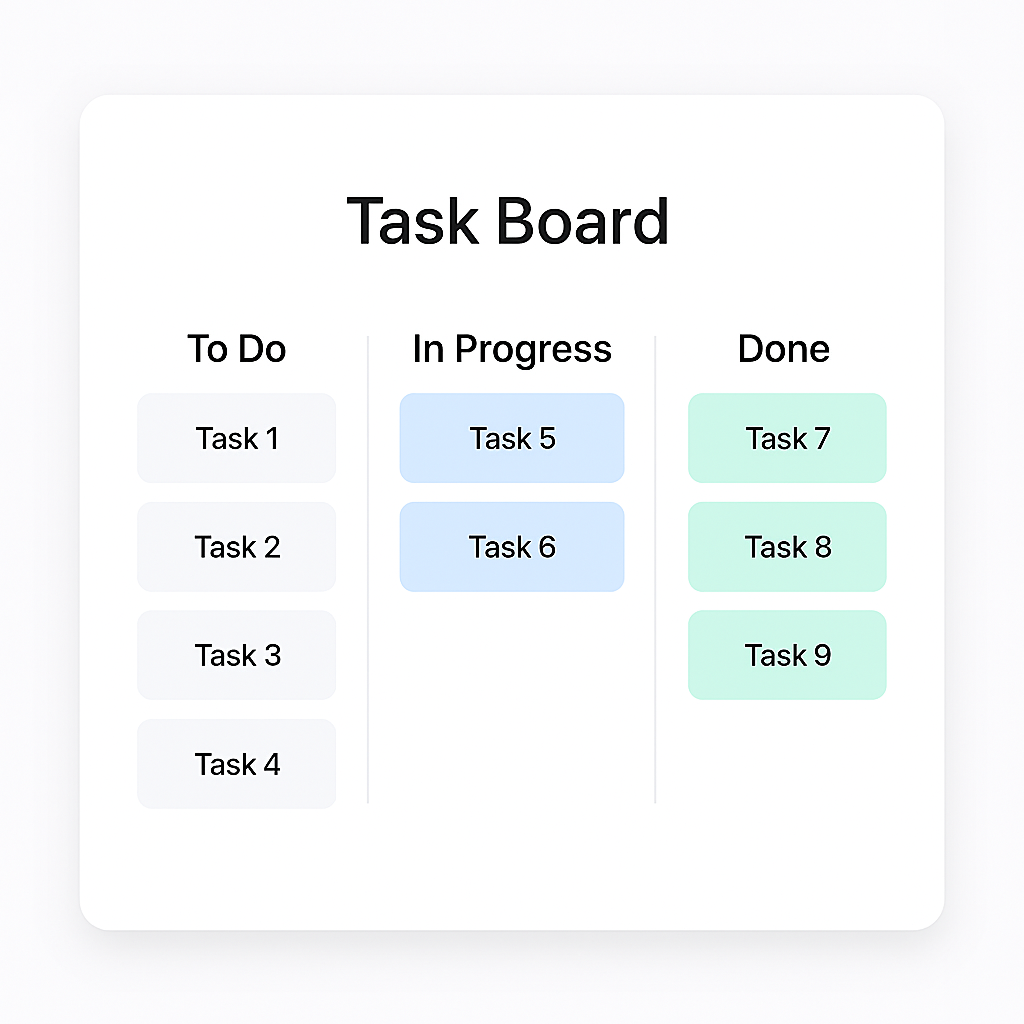 Task Board
To Do
Task 1
Task 2
Task 3
Task 4
In Progress
Task 5
Task 6
Done
Task 7
Task 8
Task 9